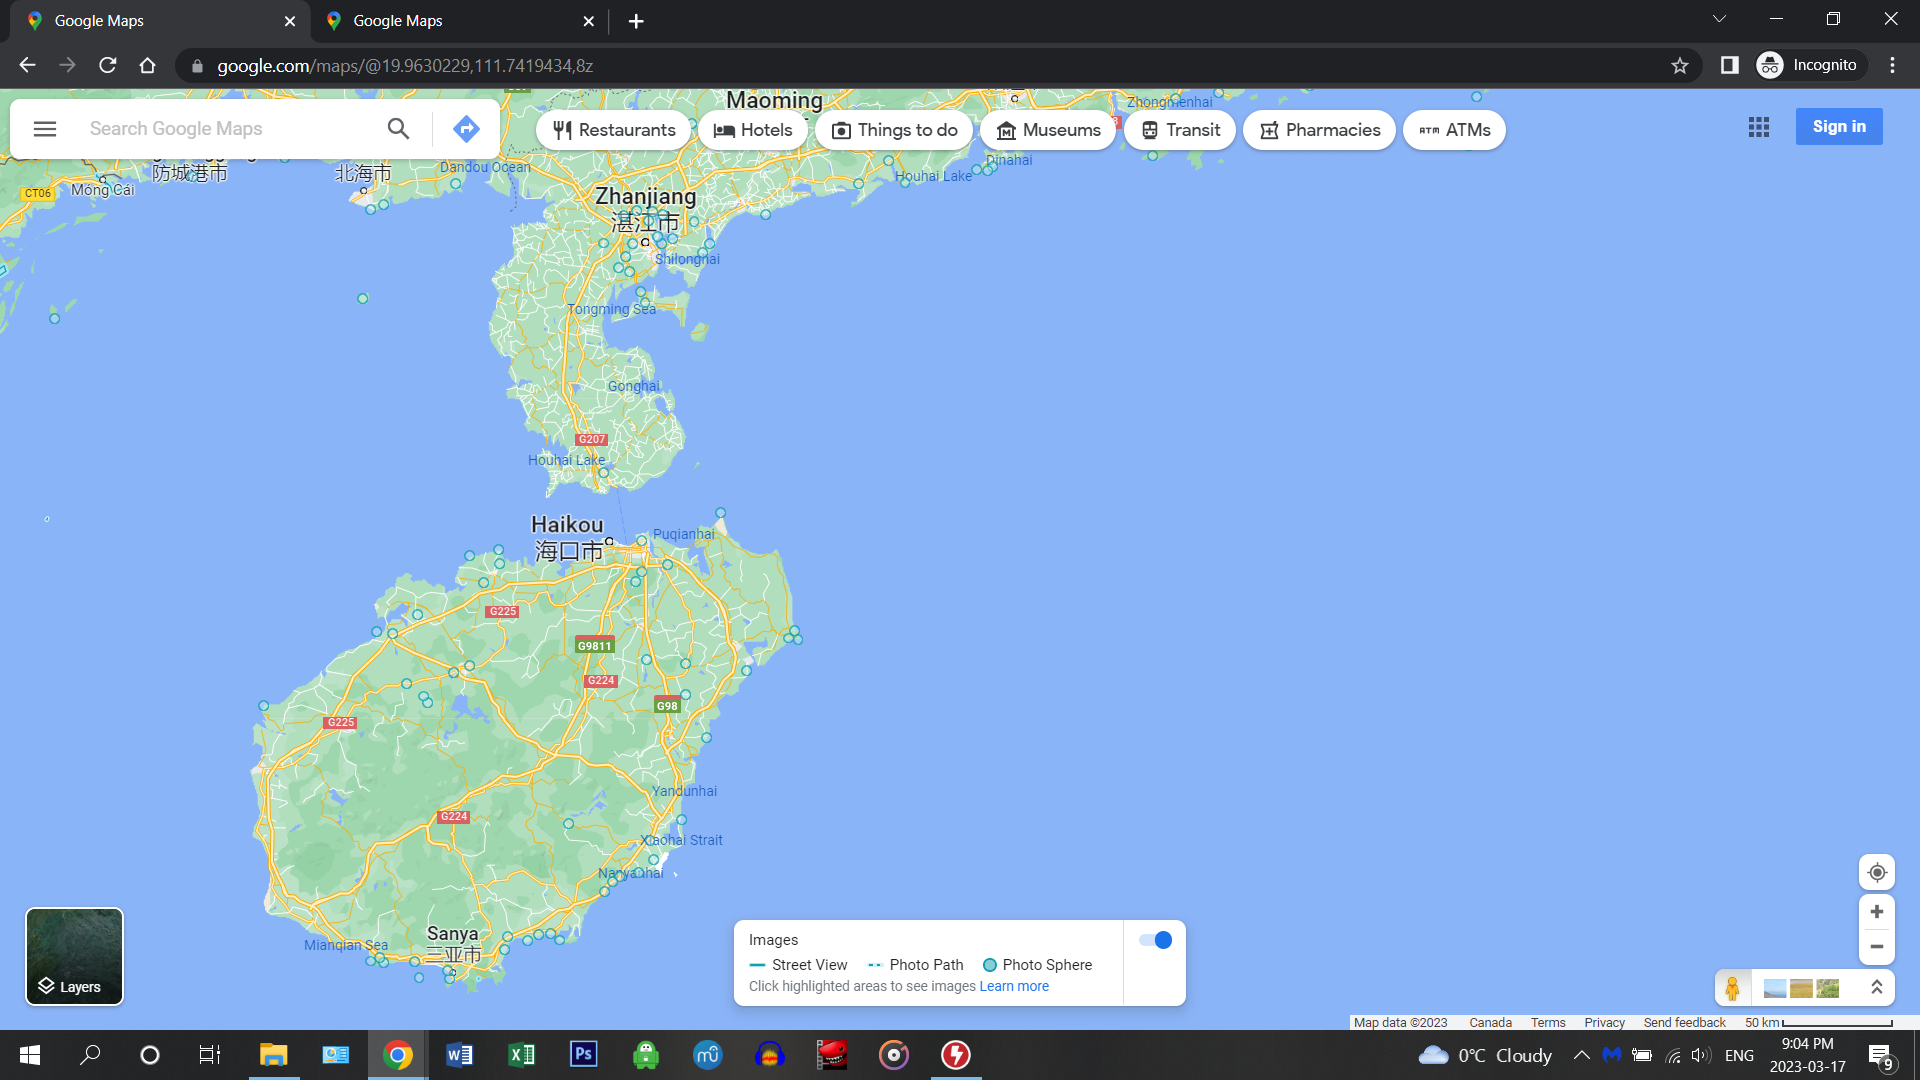 Google Maps
Google Maps
google.com/maps/@19.9630229,111.7419434,8z
Incognito
Search Google Maps
Restaurants
Hotels
Things to do
Museums
Transit
Pharmacies
ATMs
Sign in
Maoming
Zhongmenhai
CT06
Móng Cái
防城港市
北海市
Dandou Ocean
Dinahai
Houhai Lake
Zhanjiang
湛江市
Shilonghai
Tongming Sea
Gonghai
G207
Houhai Lake
Haikou
海口市
Puqianhai
G225
G9811
G224
G98
G225
Yandunhai
G224
Xiaohai Strait
Nanyanhai
Sanya
三亚市
Mianqian Sea
Layers
Images
Street View
Photo Path
Photo Sphere
Click highlighted areas to see images Learn more
Map data ©2023
Canada
Terms
Privacy
Send feedback
50 km
0°C Cloudy
ENG
9:04 PM
2023-03-17
9